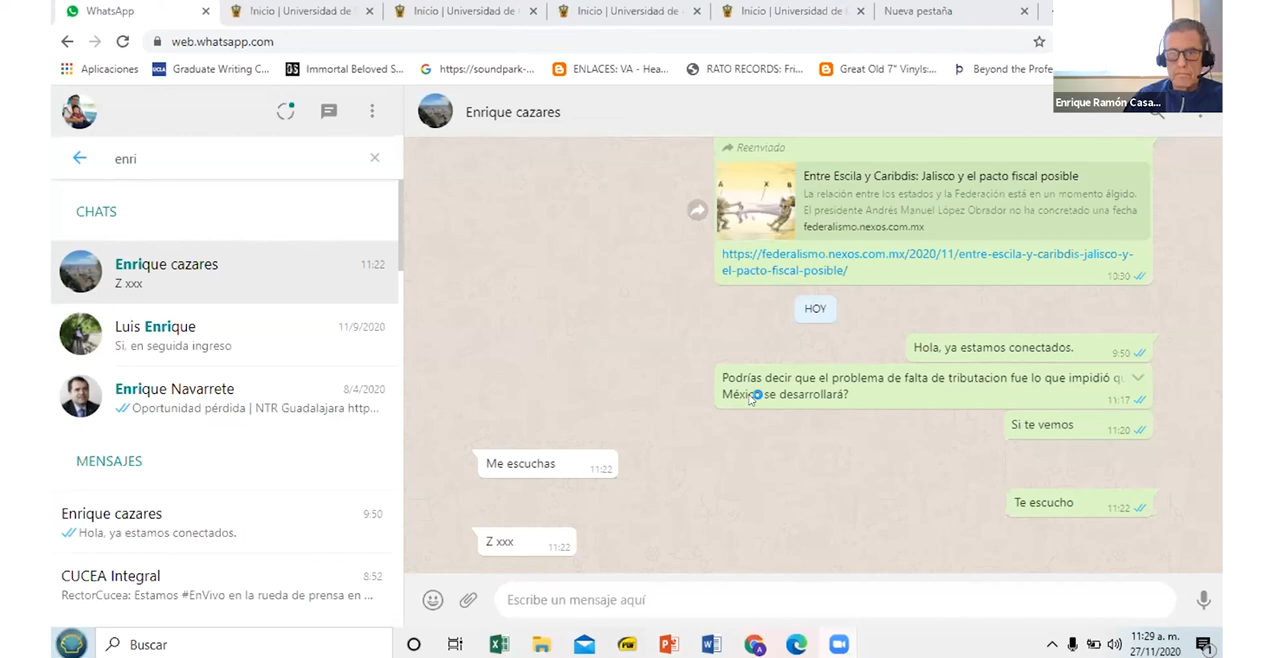 WhatsApp
Inicio | Universidad de
Inicio | Universidad de
Inicio | Universidad de
Inicio | Universidad de
Nueva pestaña
web.whatsapp.com
Aplicaciones
UCLA
Graduate Writing C...
Immortal Beloved S...
https://soundpark-...
ENLACES: VA - Hea...
RATO RECORDS: Fri...
Great Old 7" Vinyls:...
Beyond the Profe
Enrique Ramón Casa...
Enrique cazares
enri
CHATS
Enrique cazares
11:22
Z xxx
Luis Enrique
11/9/2020
Si, en seguida ingreso
Enrique Navarrete
8/4/2020
Oportunidad pérdida | NTR Guadalajara http...
MENSAJES
Enrique cazares
9:50
Hola, ya estamos conectados.
CUCEA Integral
8:52
RectorCucea: Estamos #EnVivo en la rueda de prensa en ...
Reenviado
A X B
Entre Escila y Caribdis: Jalisco y el pacto fiscal posible
La relación entre los estados y la Federación está en un momento álgido.
El presidente Andrés Manuel López Obrador no ha concretado una fecha
federalismo.nexos.com.mx
https://federalismo.nexos.com.mx/2020/11/entre-escila-y-caribdis-jalisco-y-
el-pacto-fiscal-posible/
10:30
HOY
Hola, ya estamos conectados.
9:50
Podrías decir que el problema de falta de tributacion fue lo que impidió
México se desarrollará?
11:17
Si te vemos
11:20
Me escuchas
11:22
Te escucho
11:22
Z xxx
11:22
Escribe un mensaje aquí
Buscar
11:29 a. m.
27/11/2020
1